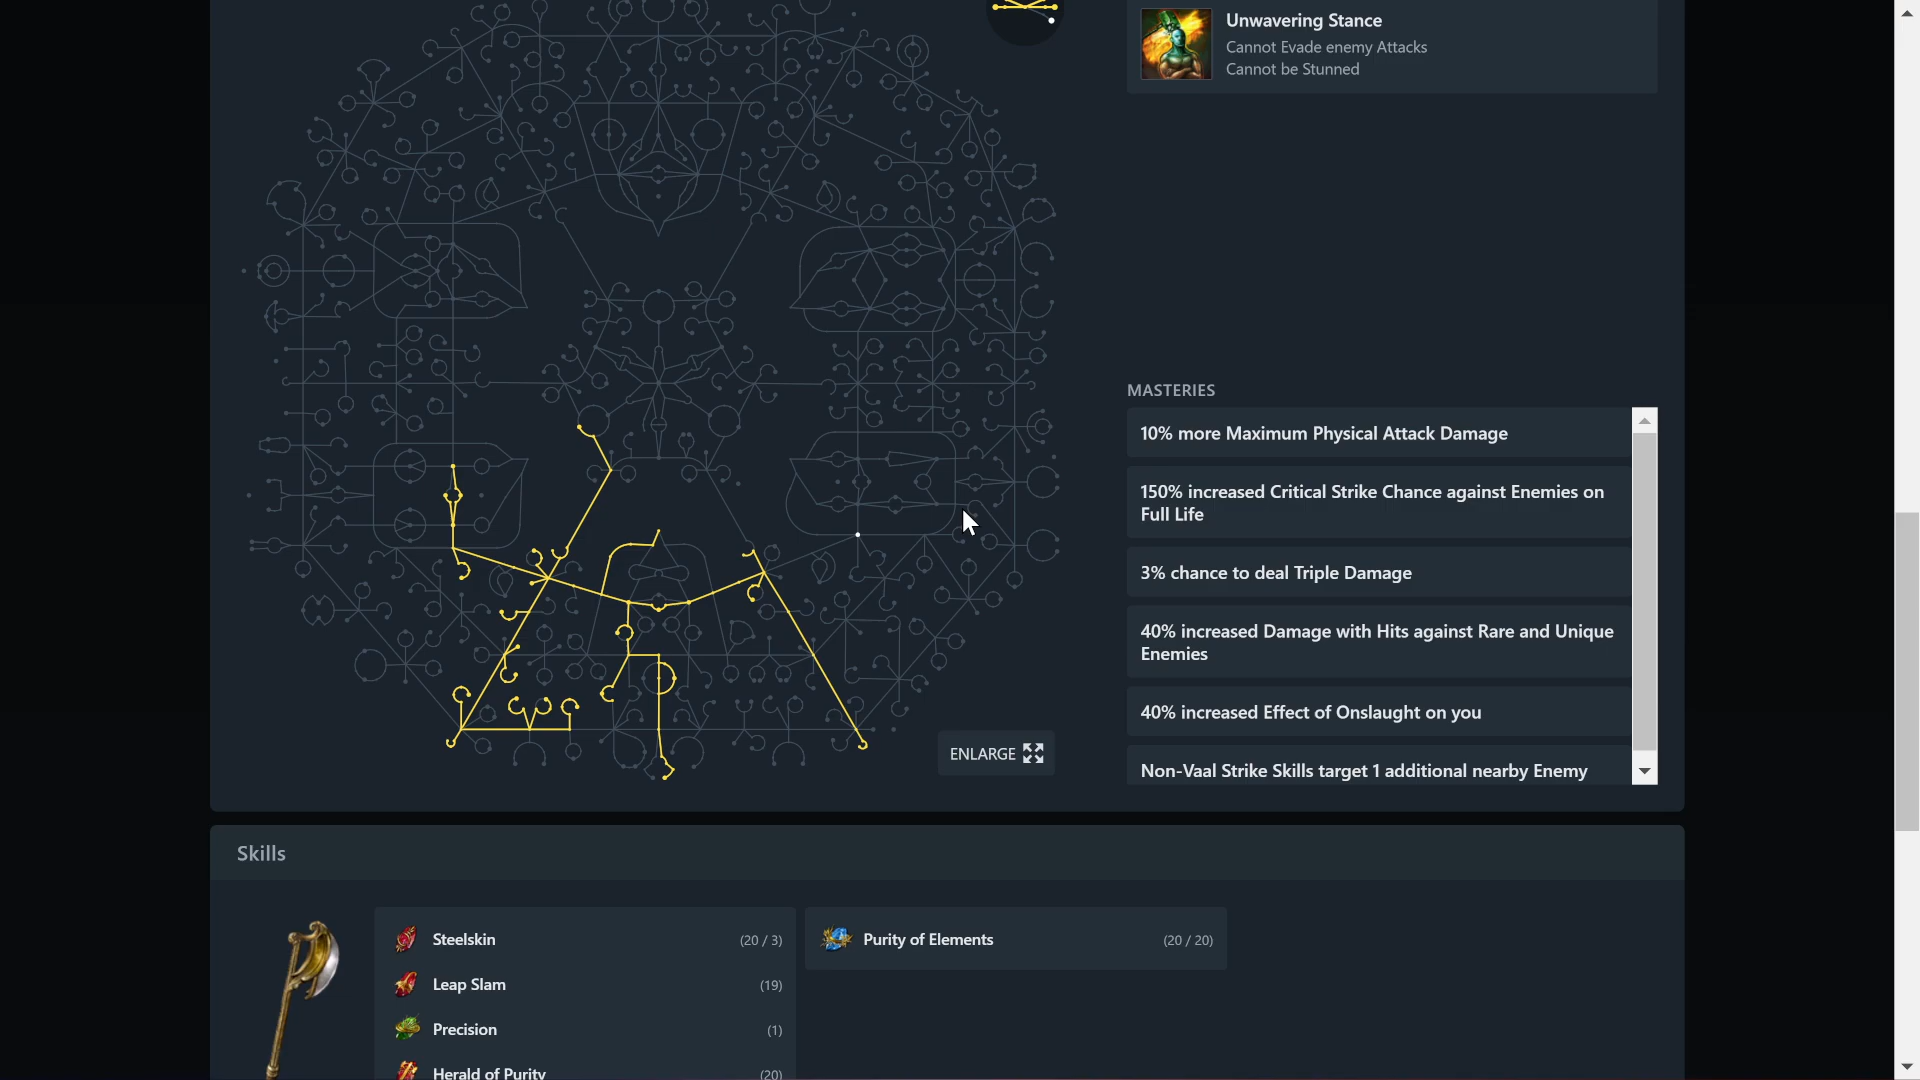 Unwavering Stance
Cannot Evade enemy Attacks
Cannot be Stunned
MASTERIES
10% more Maximum Physical Attack Damage
150% increased Critical Strike Chance against Enemies on
Full Life
3% chance to deal Triple Damage
40% increased Damage with Hits against Rare and Unique
Enemies
40% increased Effect of Onslaught on you
Non-Vaal Strike Skills target 1 additional nearby Enemy
ENLARGE
Skills
Steelskin (20 / 3)
Leap Slam (19)
Precision (1)
Herald of Purity (20)
Purity of Elements (20 / 20)